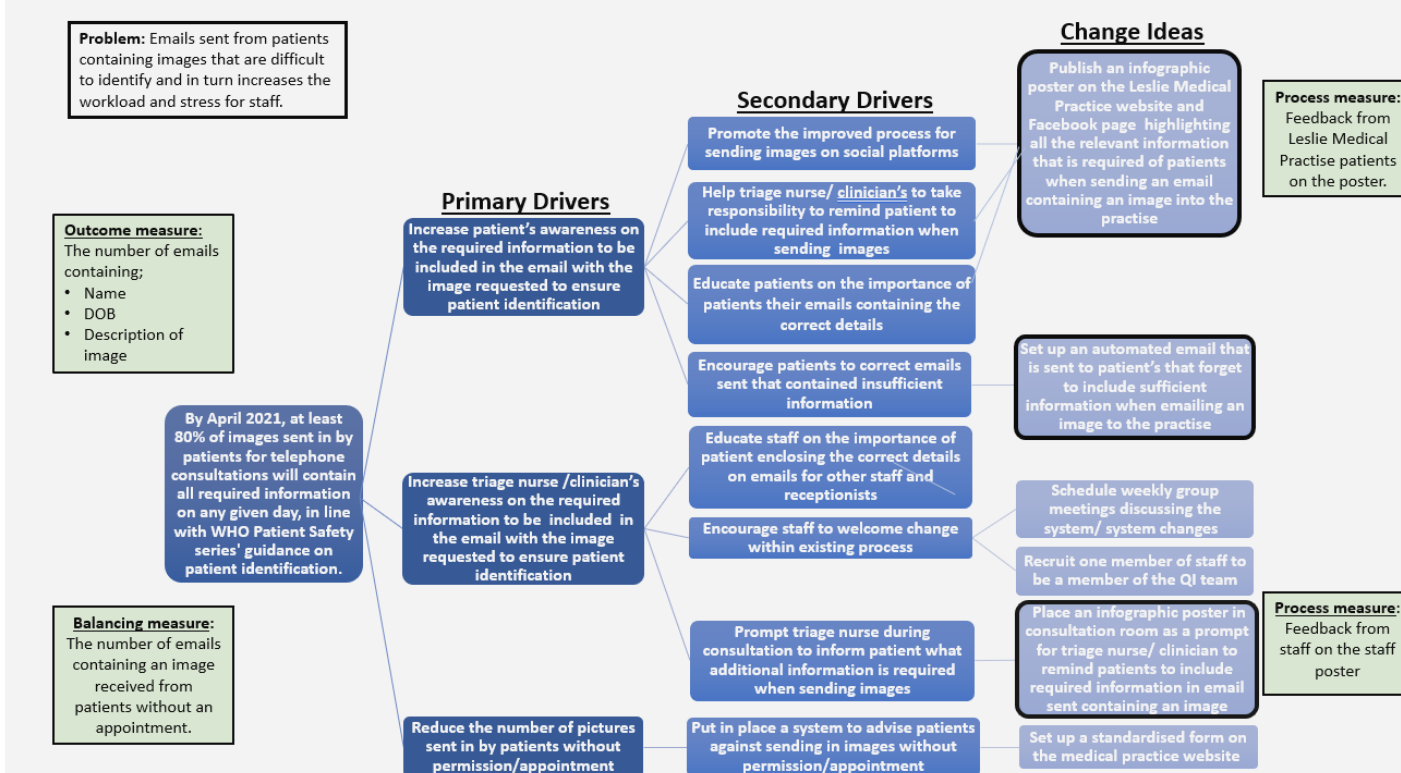 Problem: Emails sent from patients
containing images that are difficult
to identify and in turn increases the
workload and stress for staff.
Outcome measure:
The number of emails
containing;
• Name
• DOB
• Description of
image
By April 2021, at least
80% of images sent in by
patients for telephone
consultations will contain
all required information
on any given day, in line
with WHO Patient Safety
series' guidance on
patient identification.
Balancing measure:
The number of emails
containing an image
received from
patients without an
appointment.
Primary Drivers
Increase patient's awareness on
the required information to be
included in the email with the
image requested to ensure
patient identification
Increase triage nurse /clinician's
awareness on the required
information to be included in
the email with the image
requested to ensure patient
identification
Reduce the number of pictures
sent in by patients without
permission/appointment
Secondary Drivers
Promote the improved process for
sending images on social platforms
Help triage nurse/ clinician's to take
responsibility to remind patient to
include required information when
sending images
Educate patients on the importance of
patients their emails containing the
correct details
Encourage patients to correct emails
sent that contained insufficient
information
Educate staff on the importance of
patient enclosing the correct details
on emails for other staff and
receptionists
Encourage staff to welcome change
within existing process
Prompt triage nurse during
consultation to inform patient what
additional information is required
when sending images
Put in place a system to advise patients
against sending in images without
permission/appointment
Change Ideas
Publish an infographic
poster on the Leslie Medical
Practice website and
Facebook page highlighting
all the relevant information
that is required of patients
when sending an email
containing an image into the
practise
Set up an automated email that
is sent to patient's that forget
to include sufficient
information when emailing an
image to the practise
Schedule weekly group
meetings discussing the
system/ system changes
Recruit one member of staff to
be a member of the QI team
Place an infographic poster in
consultation room as a prompt
for triage nurse/ clinician to
remind patients to include
required information in email
sent containing an image
Set up a standardised form on
the medical practice website
Process measure:
Feedback from
Leslie Medical
Practise patients
on the poster.
Process measure:
Feedback from
staff on the staff
poster